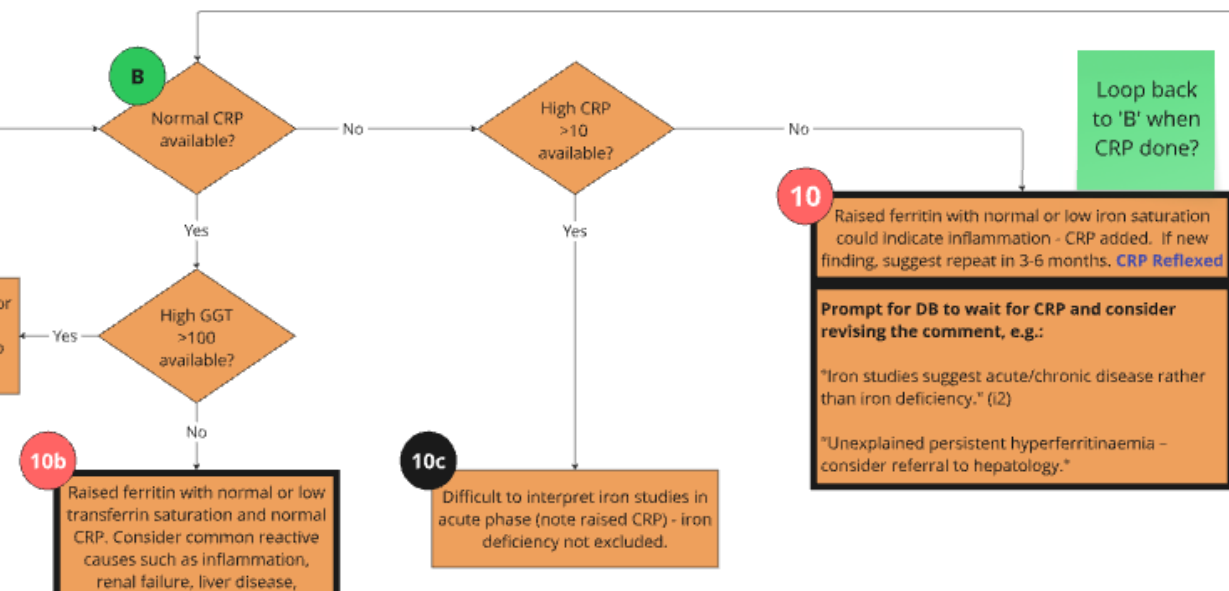 B
Normal CRP
available?
No
High CRP
>10
available?
No
Loop back
to 'B' when
CRP done?
10
Raised ferritin with normal or low iron saturation
could indicate inflammation - CRP added. If new
finding, suggest repeat in 3-6 months. CRP Reflexed
Prompt for DB to wait for CRP and consider
revising the comment, e.g.:
"Iron studies suggest acute/chronic disease rather
than iron deficiency." (i2)
"Unexplained persistent hyperferritinaemia –
consider referral to hepatology."
Yes
Yes
or
High GGT
>100
available?
Yes
No
10b
Raised ferritin with normal or low
transferrin saturation and normal
CRP. Consider common reactive
causes such as inflammation,
renal failure, liver disease,
10c
Difficult to interpret iron studies in
acute phase (note raised CRP) - iron
deficiency not excluded.